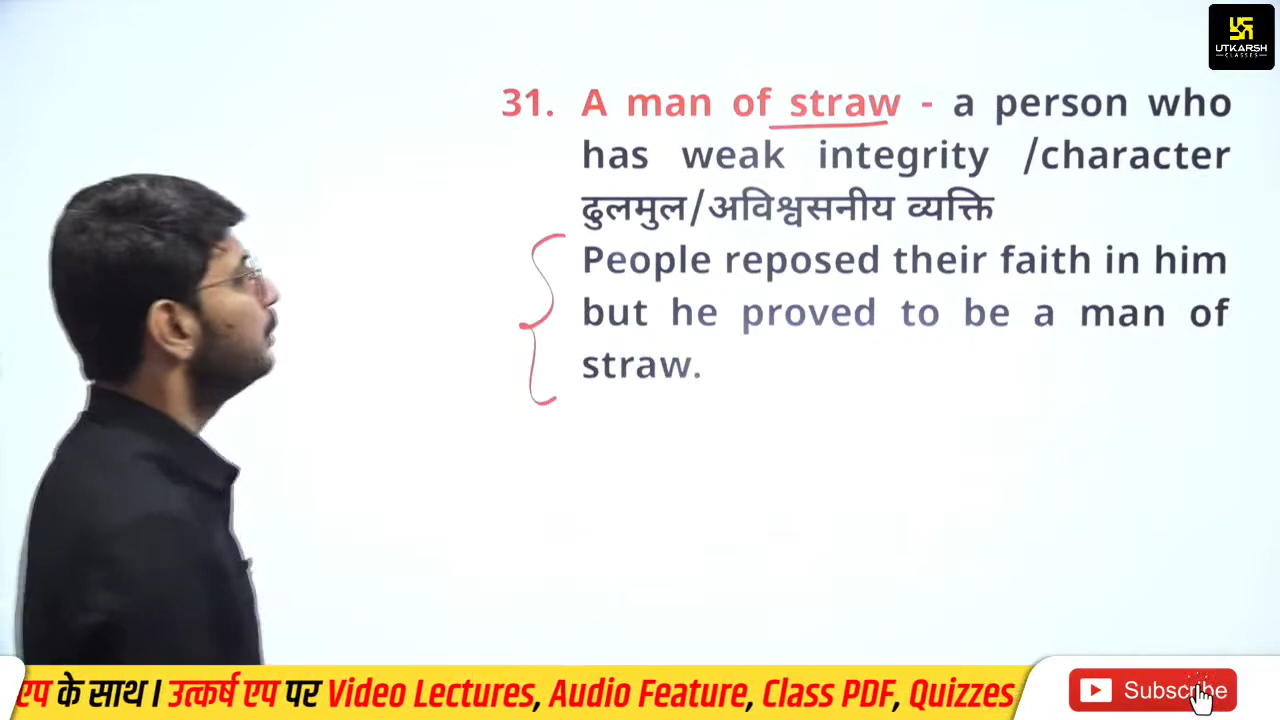 UTKARSH
CLASSES
31. A man of straw - a person who
has weak integrity /character
ढुलमुल/अविश्वसनीय व्यक्ति
People reposed their faith in him
but he proved to be a man of
straw.
एप के साथ। उत्कर्ष एप पर Video Lectures, Audio Feature, Class PDF, Quizzes
Subscribe